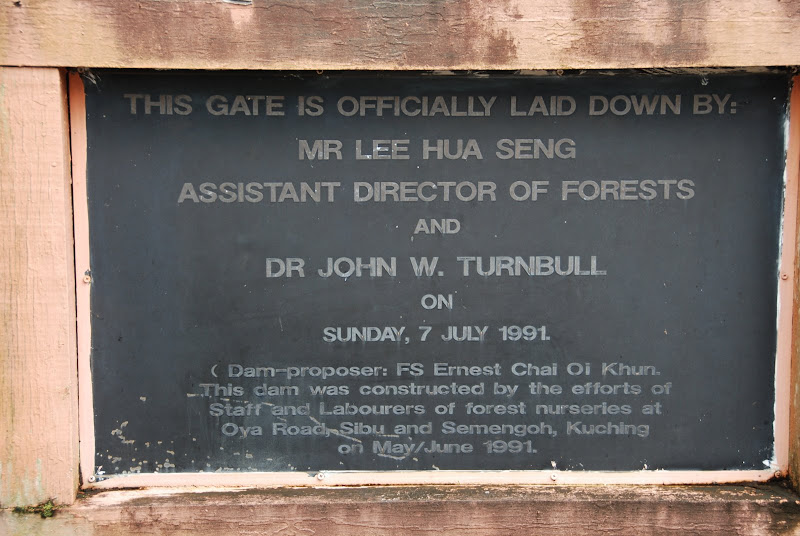 THIS GATE IS OFFICIALLY LAID DOWN BY:
MR LEE HUA SENG
ASSISTANT DIRECTOR OF FORESTS
AND
DR JOHN W. TURNBULL
ON
SUNDAY, 7 JULY 1991.
( Dam-proposer: FS Ernest Chai Oi Khun.
This dam was constructed by the efforts of
Staff and Labourers of forest nurseries at
Oya Road, Sibu and Semengoh, Kuching
on May/June 1991.